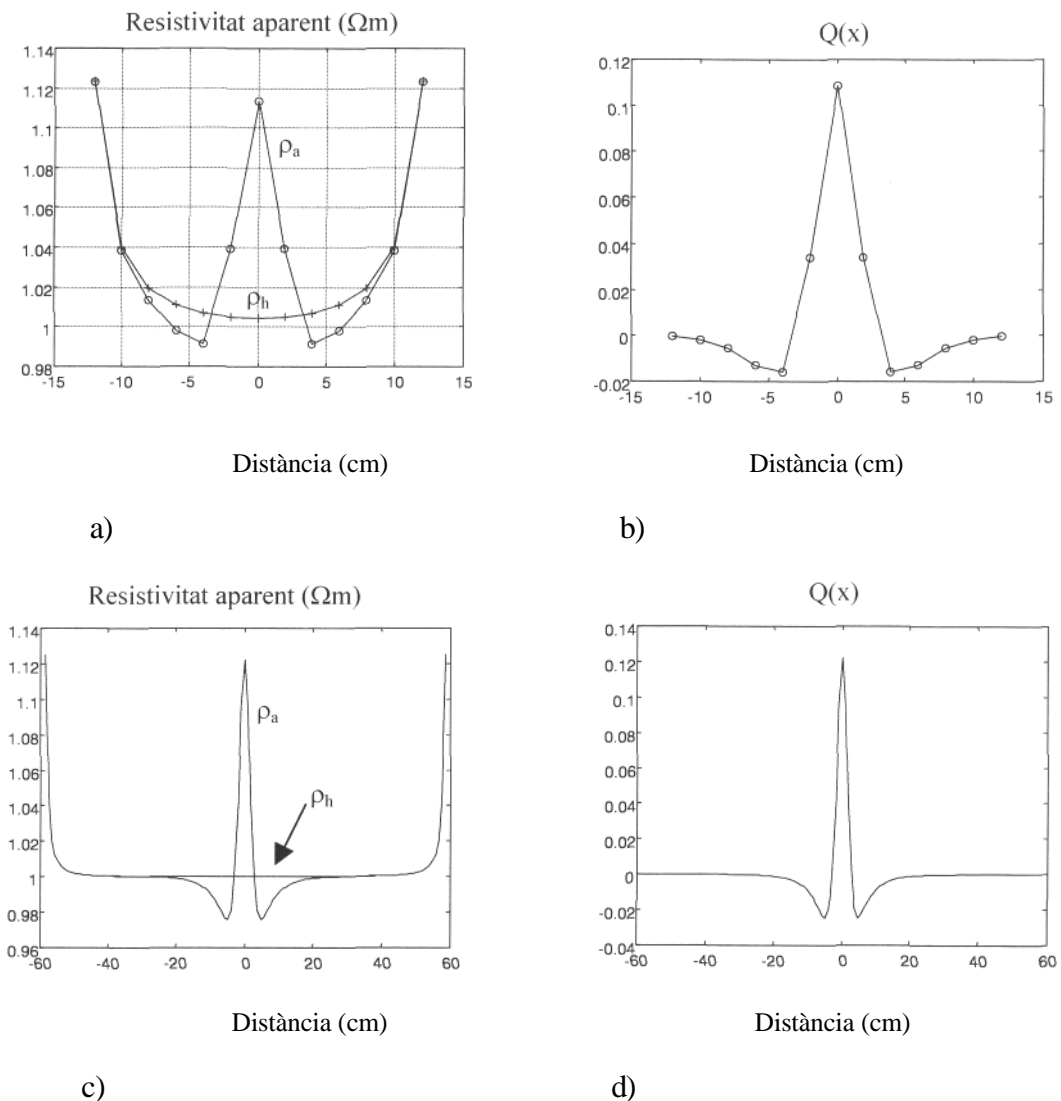 Resistivitat aparent (Ωm)
1.14
1.12
1.1
1.08
1.06
1.04
1.02
1
0.98
-15 -10 -5 0 5 10 15
ρa
ρh
Distància (cm)
a)
Q(x)
0.12
0.1
0.08
0.06
0.04
0.02
0
-0.02
-15 -10 -5 0 5 10 15
Distància (cm)
b)
Resistivitat aparent (Ωm)
1.14
1.12
1.1
1.08
1.06
1.04
1.02
1
0.98
0.96
-60 -40 -20 0 20 40 60
ρa
ρh
Distància (cm)
c)
Q(x)
0.14
0.12
0.1
0.08
0.06
0.04
0.02
0
-0.02
-0.04
-60 -40 -20 0 20 40 60
Distància (cm)
d)